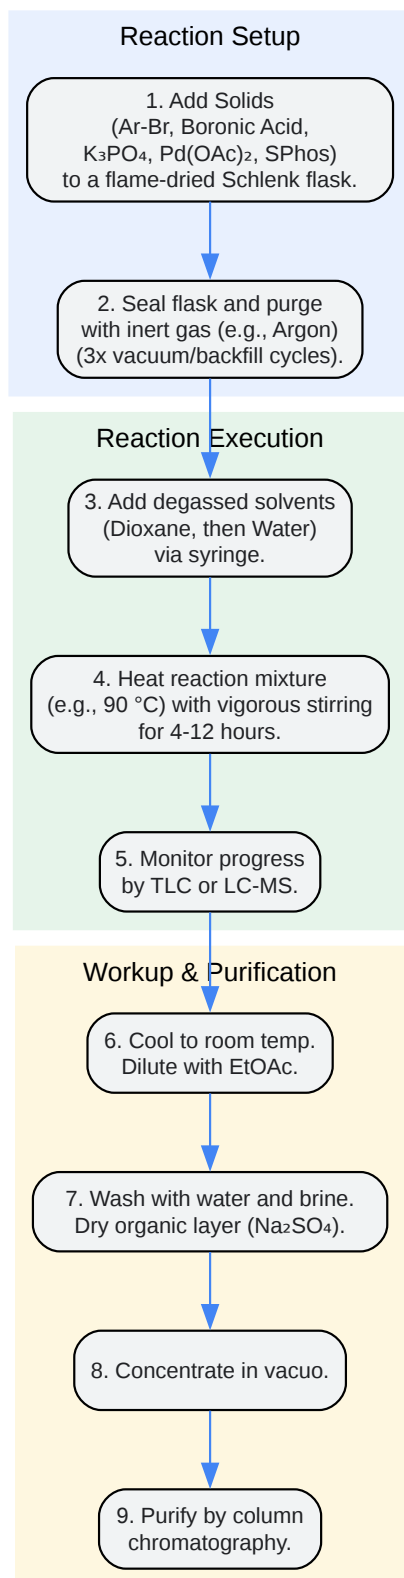 Reaction Setup
1. Add Solids
(Ar-Br, Boronic Acid,
K₃PO₄, Pd(OAc)₂, SPhos)
to a flame-dried Schlenk flask.
2. Seal flask and purge
with inert gas (e.g., Argon)
(3x vacuum/backfill cycles).
Reaction Execution
3. Add degassed solvents
(Dioxane, then Water)
via syringe.
4. Heat reaction mixture
(e.g., 90 °C) with vigorous stirring
for 4-12 hours.
5. Monitor progress
by TLC or LC-MS.
Workup & Purification
6. Cool to room temp.
Dilute with EtOAc.
7. Wash with water and brine.
Dry organic layer (Na₂SO₄).
8. Concentrate in vacuo.
9. Purify by column
chromatography.